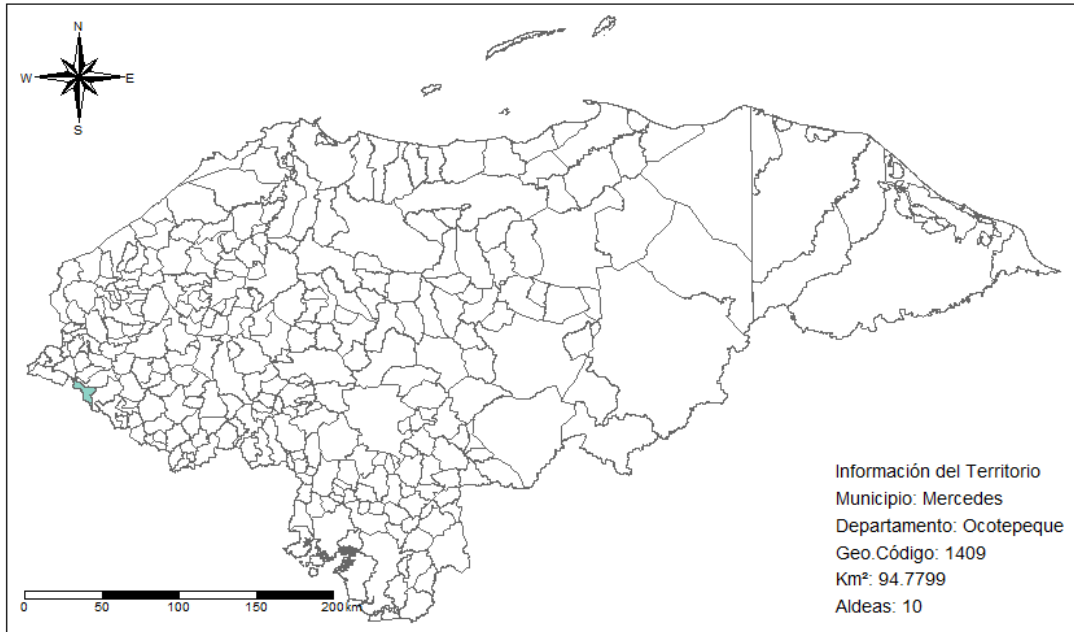 N
W E
S
Información del Territorio
Municipio: Mercedes
Departamento: Ocotepeque
Geo.Código: 1409
Km²: 94.7799
Aldeas: 10
0 50 100 150 200 km